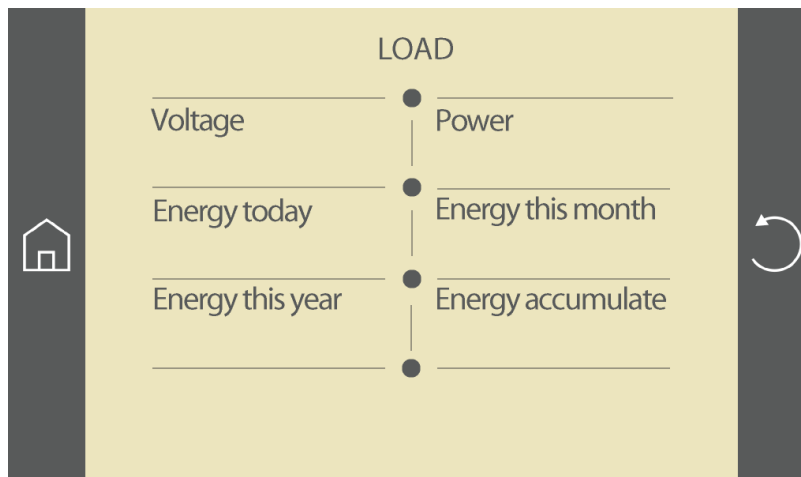 LOAD
Voltage
Power
Energy today
Energy this month
Energy this year
Energy accumulate